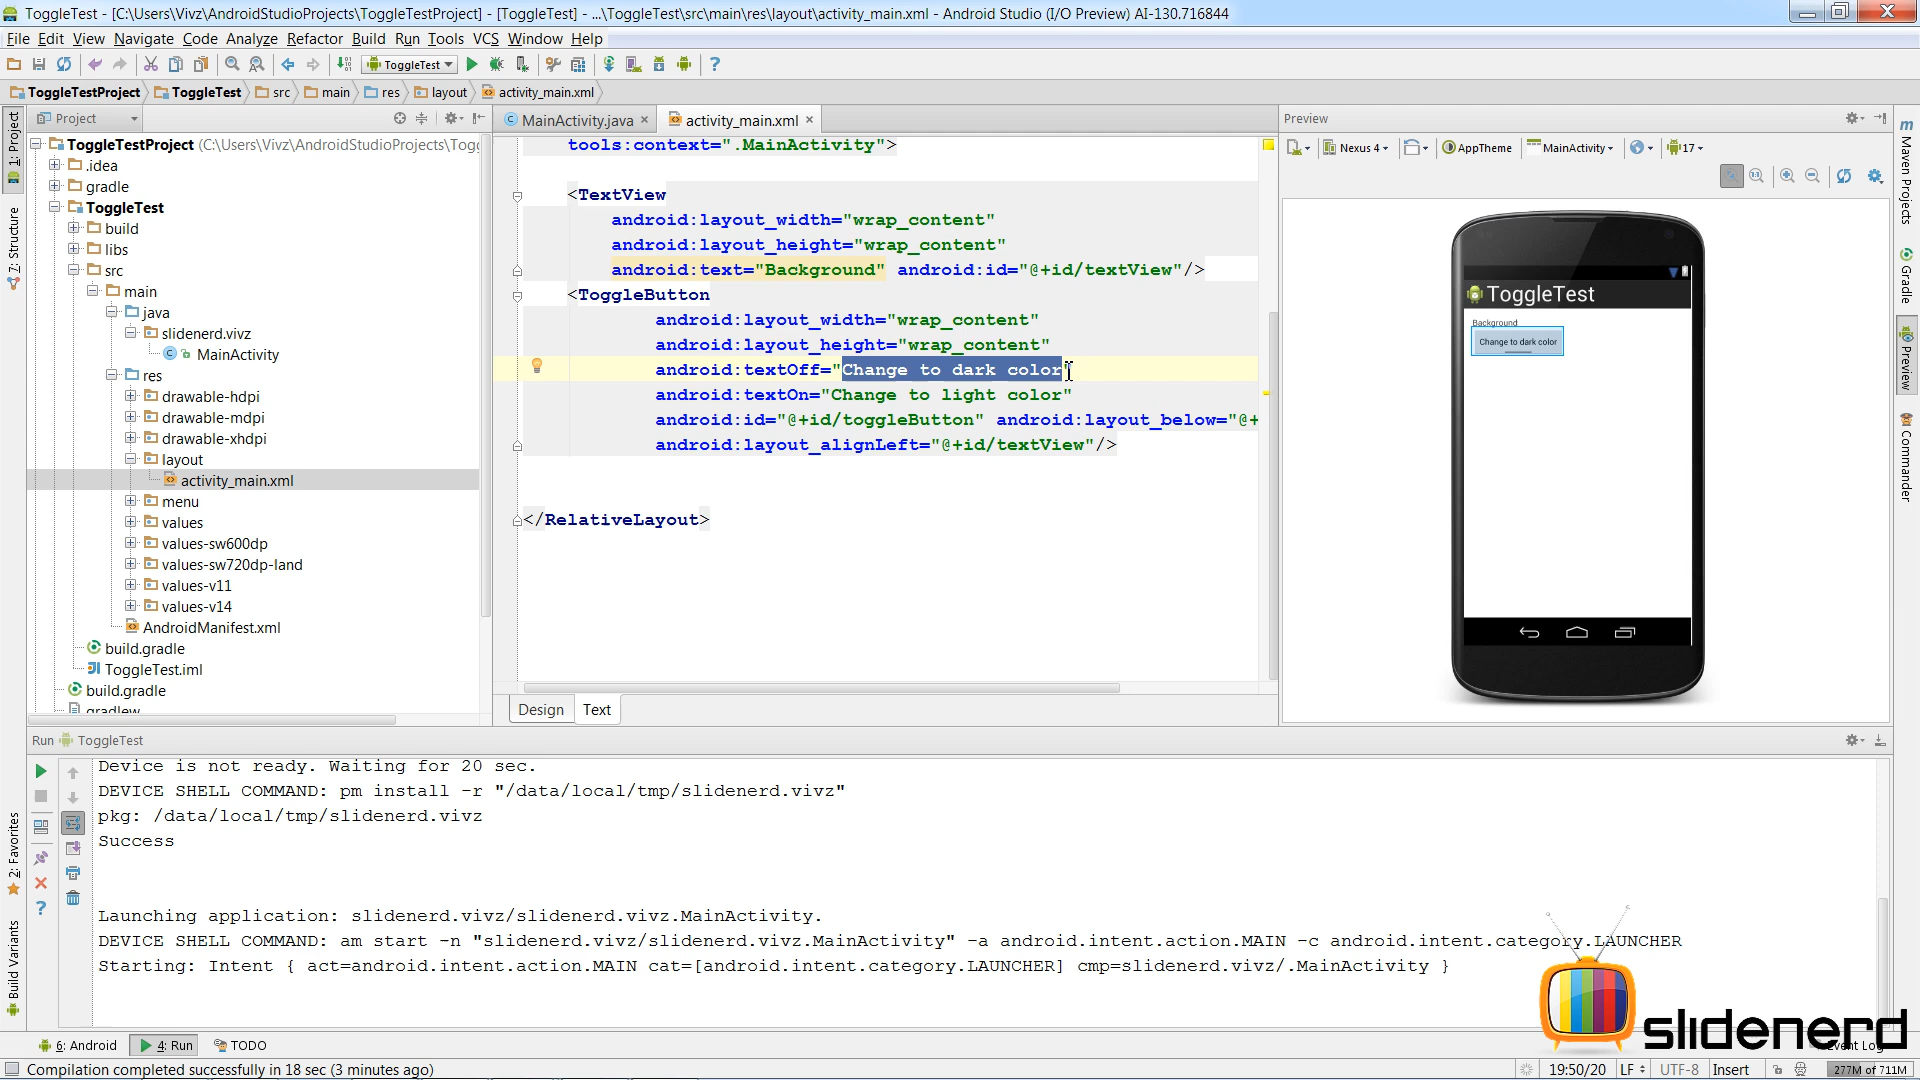 ToggleTest - [C:\Users\Vivz\AndroidStudioProjects\ToggleTestProject] - [ToggleTest] - ...\ToggleTest\src\main\res\layout\activity_main.xml - Android Studio (I/O Preview) AI-130.716844
File Edit View Navigate Code Analyze Refactor Build Run Tools VCS Window Help
ToggleTest
ToggleTestProject ToggleTest src main res layout activity_main.xml
Project
MainActivity.java activity_main.xml
Preview
1: Project
7: Structure
2: Favorites
Build Variants
ToggleTestProject (C:\Users\Vivz\AndroidStudioProjects\Togg
.idea
gradle
ToggleTest
build
libs
src
main
java
slidenerd.vivz
MainActivity
res
drawable-hdpi
drawable-mdpi
drawable-xhdpi
layout
activity_main.xml
menu
values
values-sw600dp
values-sw720dp-land
values-v11
values-v14
AndroidManifest.xml
build.gradle
ToggleTest.iml
build.gradle
gradlew
tools:context=".MainActivity">
<TextView
android:layout_width="wrap_content"
android:layout_height="wrap_content"
android:text="Background" android:id="@+id/textView"/>
<ToggleButton
android:layout_width="wrap_content"
android:layout_height="wrap_content"
android:textOff="Change to dark color"
android:textOn="Change to light color"
android:id="@+id/toggleButton" android:layout_below="@+
android:layout_alignLeft="@+id/textView"/>
</RelativeLayout>
Design Text
Nexus 4 AppTheme MainActivity 17
1:1
ToggleTest
Background
Change to dark color
Maven Projects
Gradle
Preview
Commander
Run ToggleTest
Device is not ready. Waiting for 20 sec.
DEVICE SHELL COMMAND: pm install -r "/data/local/tmp/slidenerd.vivz"
pkg: /data/local/tmp/slidenerd.vivz
Success
Launching application: slidenerd.vivz/slidenerd.vivz.MainActivity.
DEVICE SHELL COMMAND: am start -n "slidenerd.vivz/slidenerd.vivz.MainActivity" -a android.intent.action.MAIN -c android.intent.category.LAUNCHER
Starting: Intent { act=android.intent.action.MAIN cat=[android.intent.category.LAUNCHER] cmp=slidenerd.vivz/.MainActivity }
slidenerd
6: Android 4: Run TODO Event Log
Compilation completed successfully in 18 sec (3 minutes ago) 19:50/20 LF UTF-8 Insert 277M of 711M